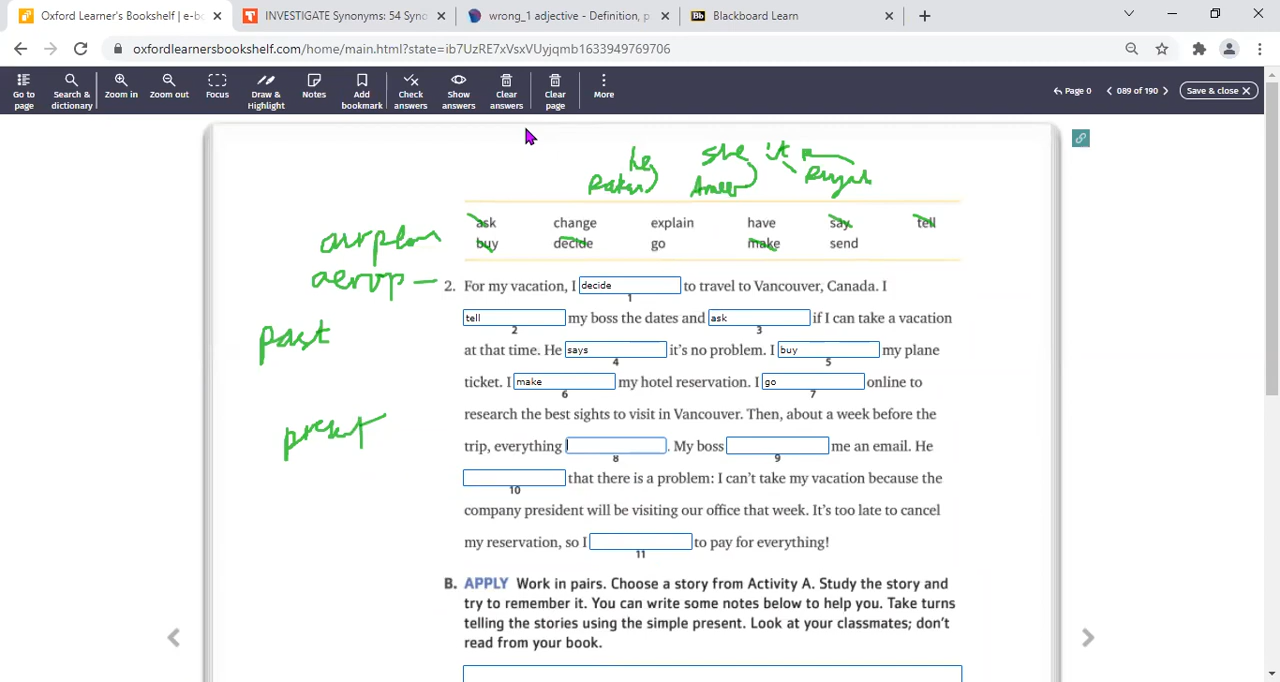 Oxford Learner's Bookshelf | e-b
INVESTIGATE Synonyms: 54 Syno
wrong_1 adjective - Definition, p
Bb Blackboard Learn
oxfordlearnersbookshelf.com/home/main.html?state=ib7UzRE7xVsxVUyjqmb1633949769706
Go to page
Search & dictionary
Zoom in
Zoom out
Focus
Draw & Highlight
Notes
Add bookmark
Check answers
Show answers
Clear answers
Clear page
More
Page 0
089 of 190
Save & close X
he she it
airplan
aerop
past
present
ask change explain have say tell
buy decide go make send
2. For my vacation, I decide to travel to Vancouver, Canada. I
1
tell my boss the dates and ask if I can take a vacation
2 3
at that time. He says it's no problem. I buy my plane
4 5
ticket. I make my hotel reservation. I go online to
6 7
research the best sights to visit in Vancouver. Then, about a week before the
trip, everything . My boss me an email. He
8 9
that there is a problem: I can't take my vacation because the
10
company president will be visiting our office that week. It's too late to cancel
my reservation, so I to pay for everything!
11
B. APPLY Work in pairs. Choose a story from Activity A. Study the story and
try to remember it. You can write some notes below to help you. Take turns
telling the stories using the simple present. Look at your classmates; don't
read from your book.